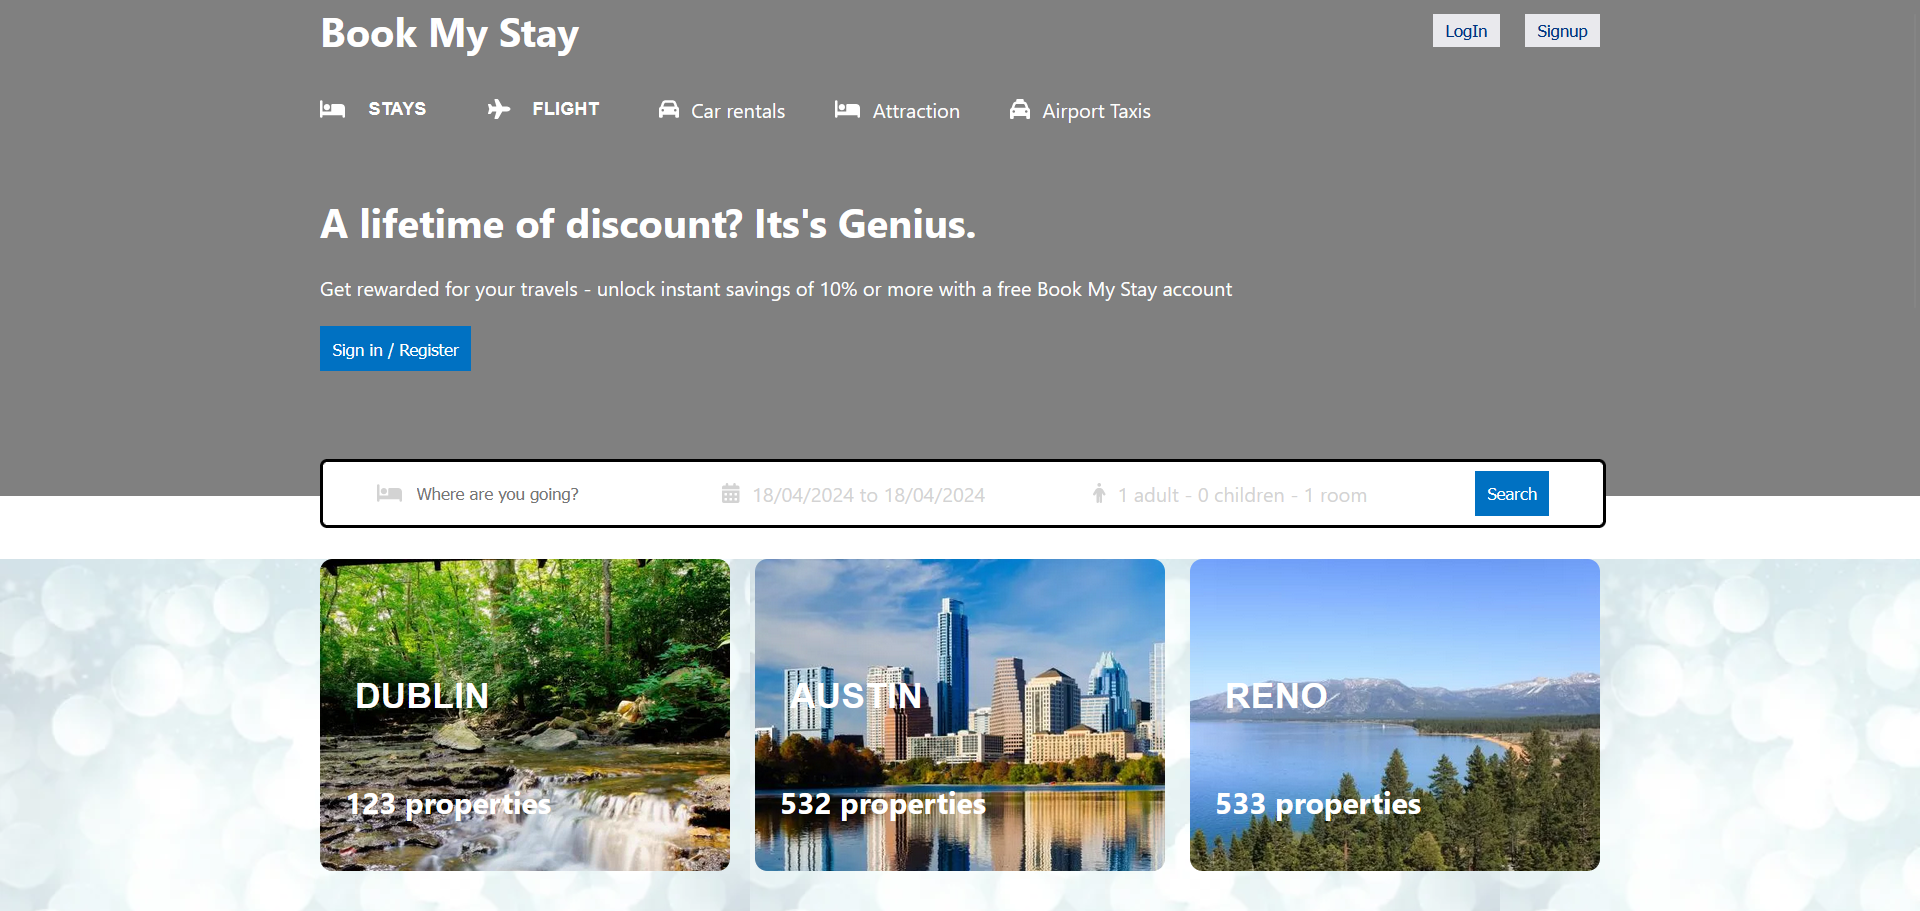 Book My Stay
LogIn
Signup
STAYS
FLIGHT
Car rentals
Attraction
Airport Taxis
A lifetime of discount? Its's Genius.
Get rewarded for your travels - unlock instant savings of 10% or more with a free Book My Stay account
Sign in / Register
Where are you going?
18/04/2024 to 18/04/2024
1 adult - 0 children - 1 room
Search
DUBLIN
123 properties
AUSTIN
532 properties
RENO
533 properties